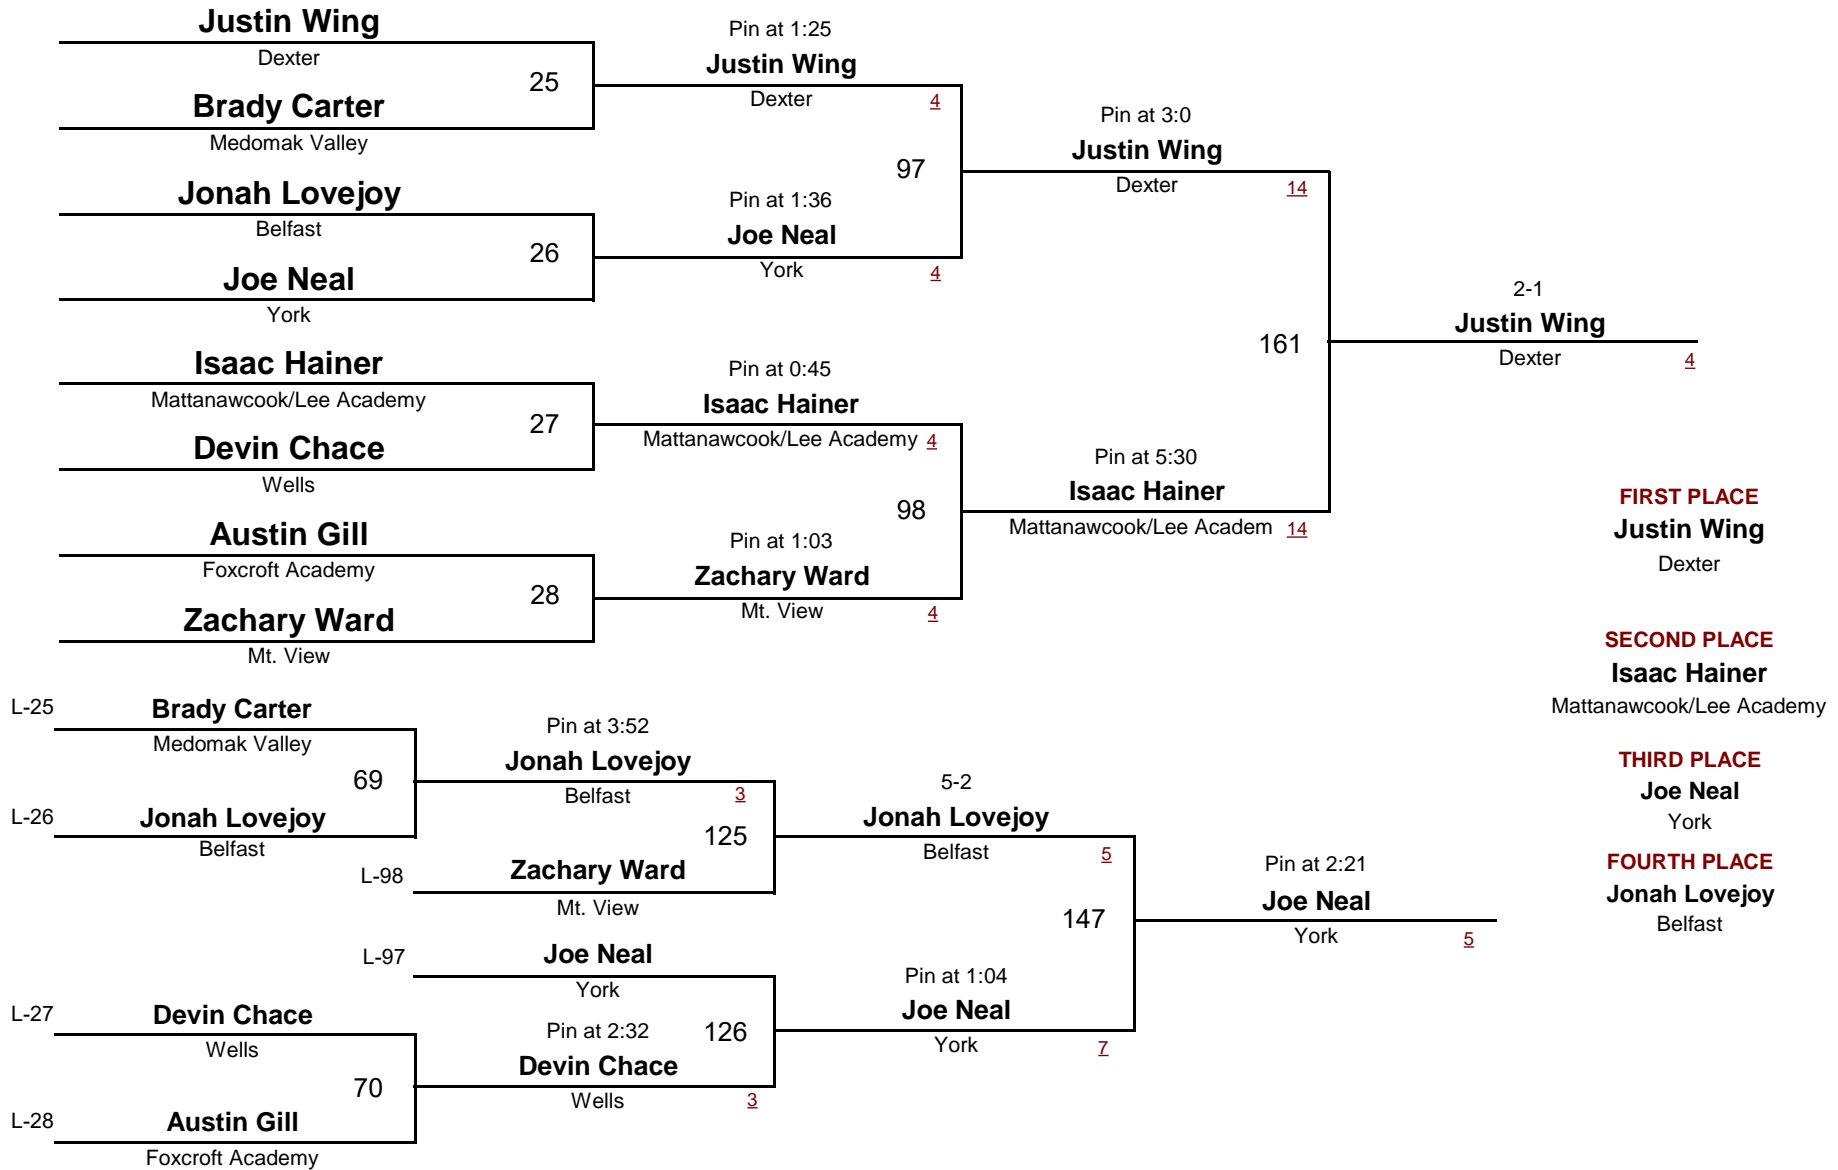 Justin Wing
Dexter
25
Brady Carter
Medomak Valley
Jonah Lovejoy
Belfast
26
Joe Neal
York
Isaac Hainer
Mattanawcook/Lee Academy
27
Devin Chace
Wells
Austin Gill
Foxcroft Academy
28
Zachary Ward
Mt. View
Pin at 1:25
Justin Wing
Dexter 4
97
Pin at 1:36
Joe Neal
York 4
Pin at 0:45
Isaac Hainer
Mattanawcook/Lee Academy 4
98
Pin at 1:03
Zachary Ward
Mt. View 4
Pin at 3:0
Justin Wing
Dexter 14
161
Pin at 5:30
Isaac Hainer
Mattanawcook/Lee Academ 14
2-1
Justin Wing
Dexter 4
FIRST PLACE
Justin Wing
Dexter
SECOND PLACE
Isaac Hainer
Mattanawcook/Lee Academy
THIRD PLACE
Joe Neal
York
FOURTH PLACE
Jonah Lovejoy
Belfast
L-25 Brady Carter
Medomak Valley
69
L-26 Jonah Lovejoy
Belfast
L-27 Devin Chace
Wells
70
L-28 Austin Gill
Foxcroft Academy
Pin at 3:52
Jonah Lovejoy
Belfast 3
125
L-98 Zachary Ward
Mt. View
L-97 Joe Neal
York
126
Pin at 2:32
Devin Chace
Wells 3
5-2
Jonah Lovejoy
Belfast 5
147
Pin at 1:04
Joe Neal
York 7
Pin at 2:21
Joe Neal
York 5